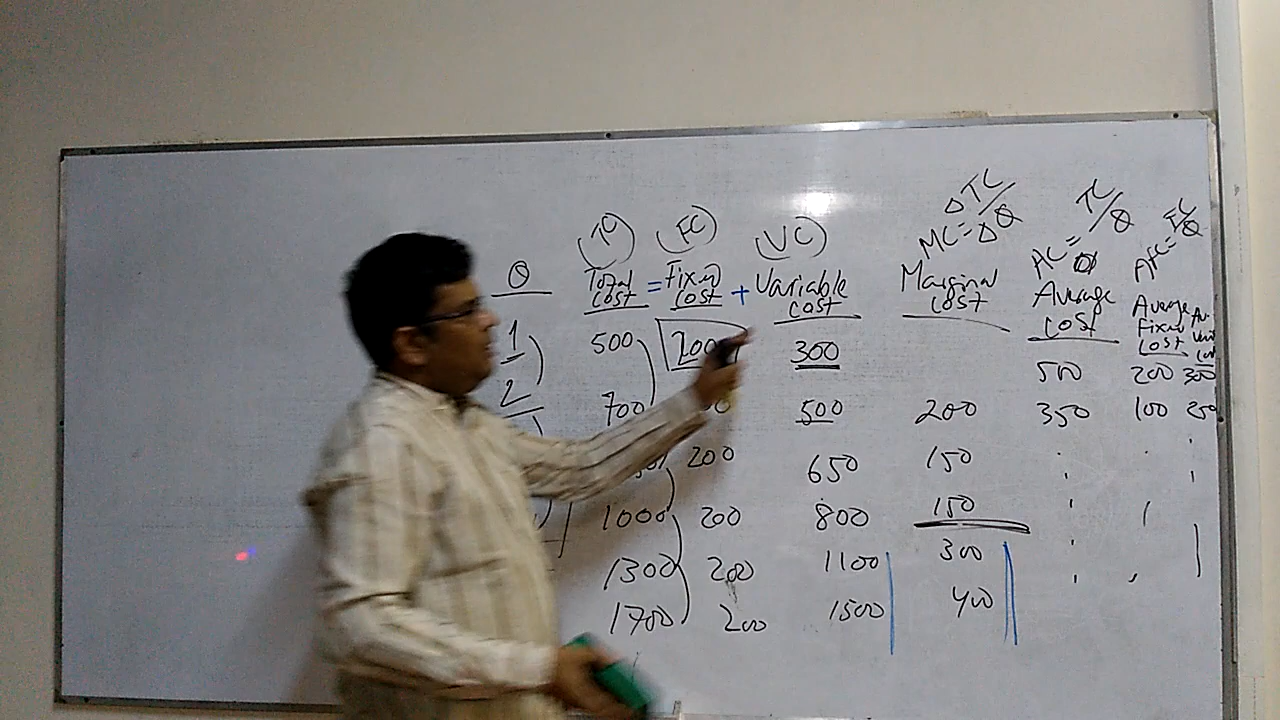 ΔTC/ TC/ FC/
(TC) (FC) (VC) MC= ΔQ AC= Q AFC= Q
Q Total Cost = Fixed Cost + Variable Cost Marginal Cost Average Cost Average Fixed Cost
1 500 200 300 500 200 300
2 700 500 200 350 100 250
200 650 150
1000 200 800 150
1300 200 1100 300
1700 200 1500 400